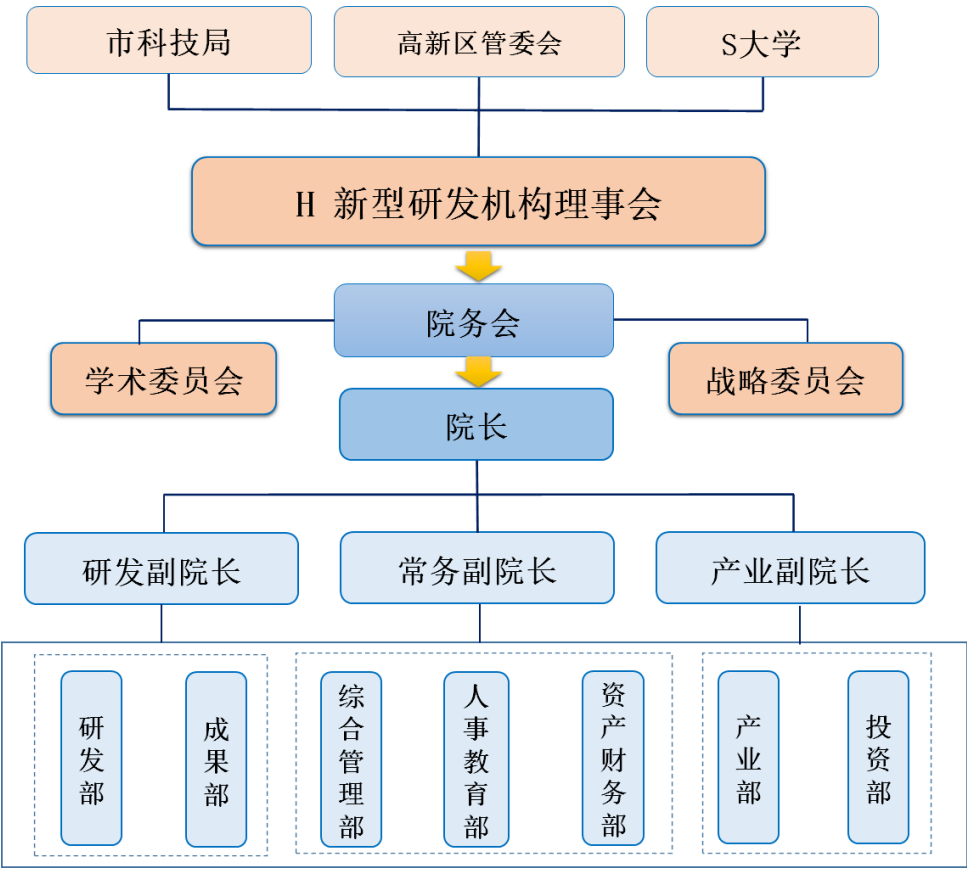 市科技局
高新区管委会
S大学
H 新型研发机构理事会
院务会
学术委员会
战略委员会
院长
研发副院长
常务副院长
产业副院长
研发部
成果部
综合管理部
人事教育部
资产财务部
产业部
投资部